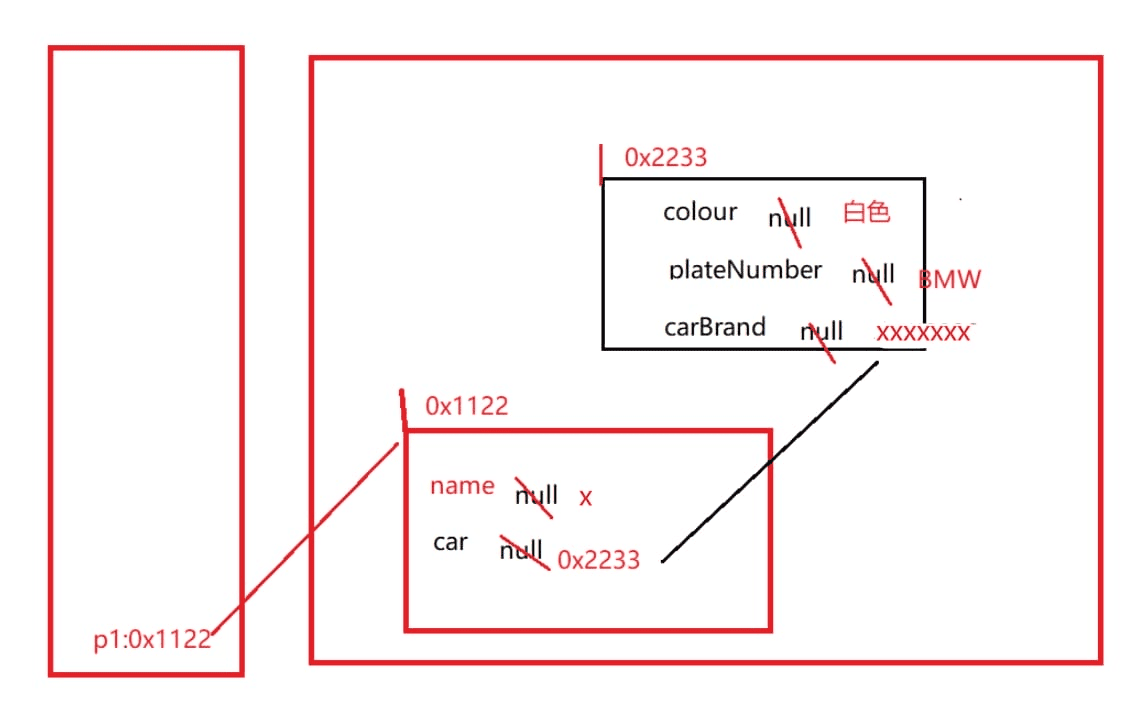 0x2233
colour null 白色
plateNumber null BMW
carBrand null xxxxxxx
0x1122
name null x
car null 0x2233
p1:0x1122